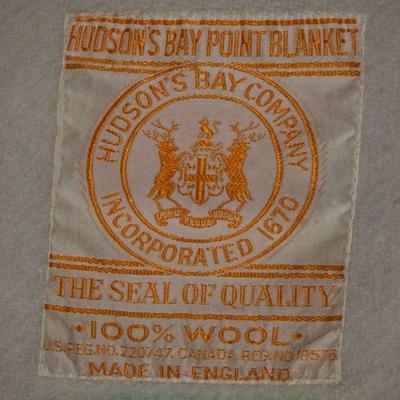 HUDSON'S BAY POINT BLANKET
HUDSON'S BAY COMPANY
INCORPORATED 1670
THE SEAL OF QUALITY
• 100% WOOL •
U.S. REG. NO. 220747. CANADA REG. NO. 19576
MADE IN ENGLAND